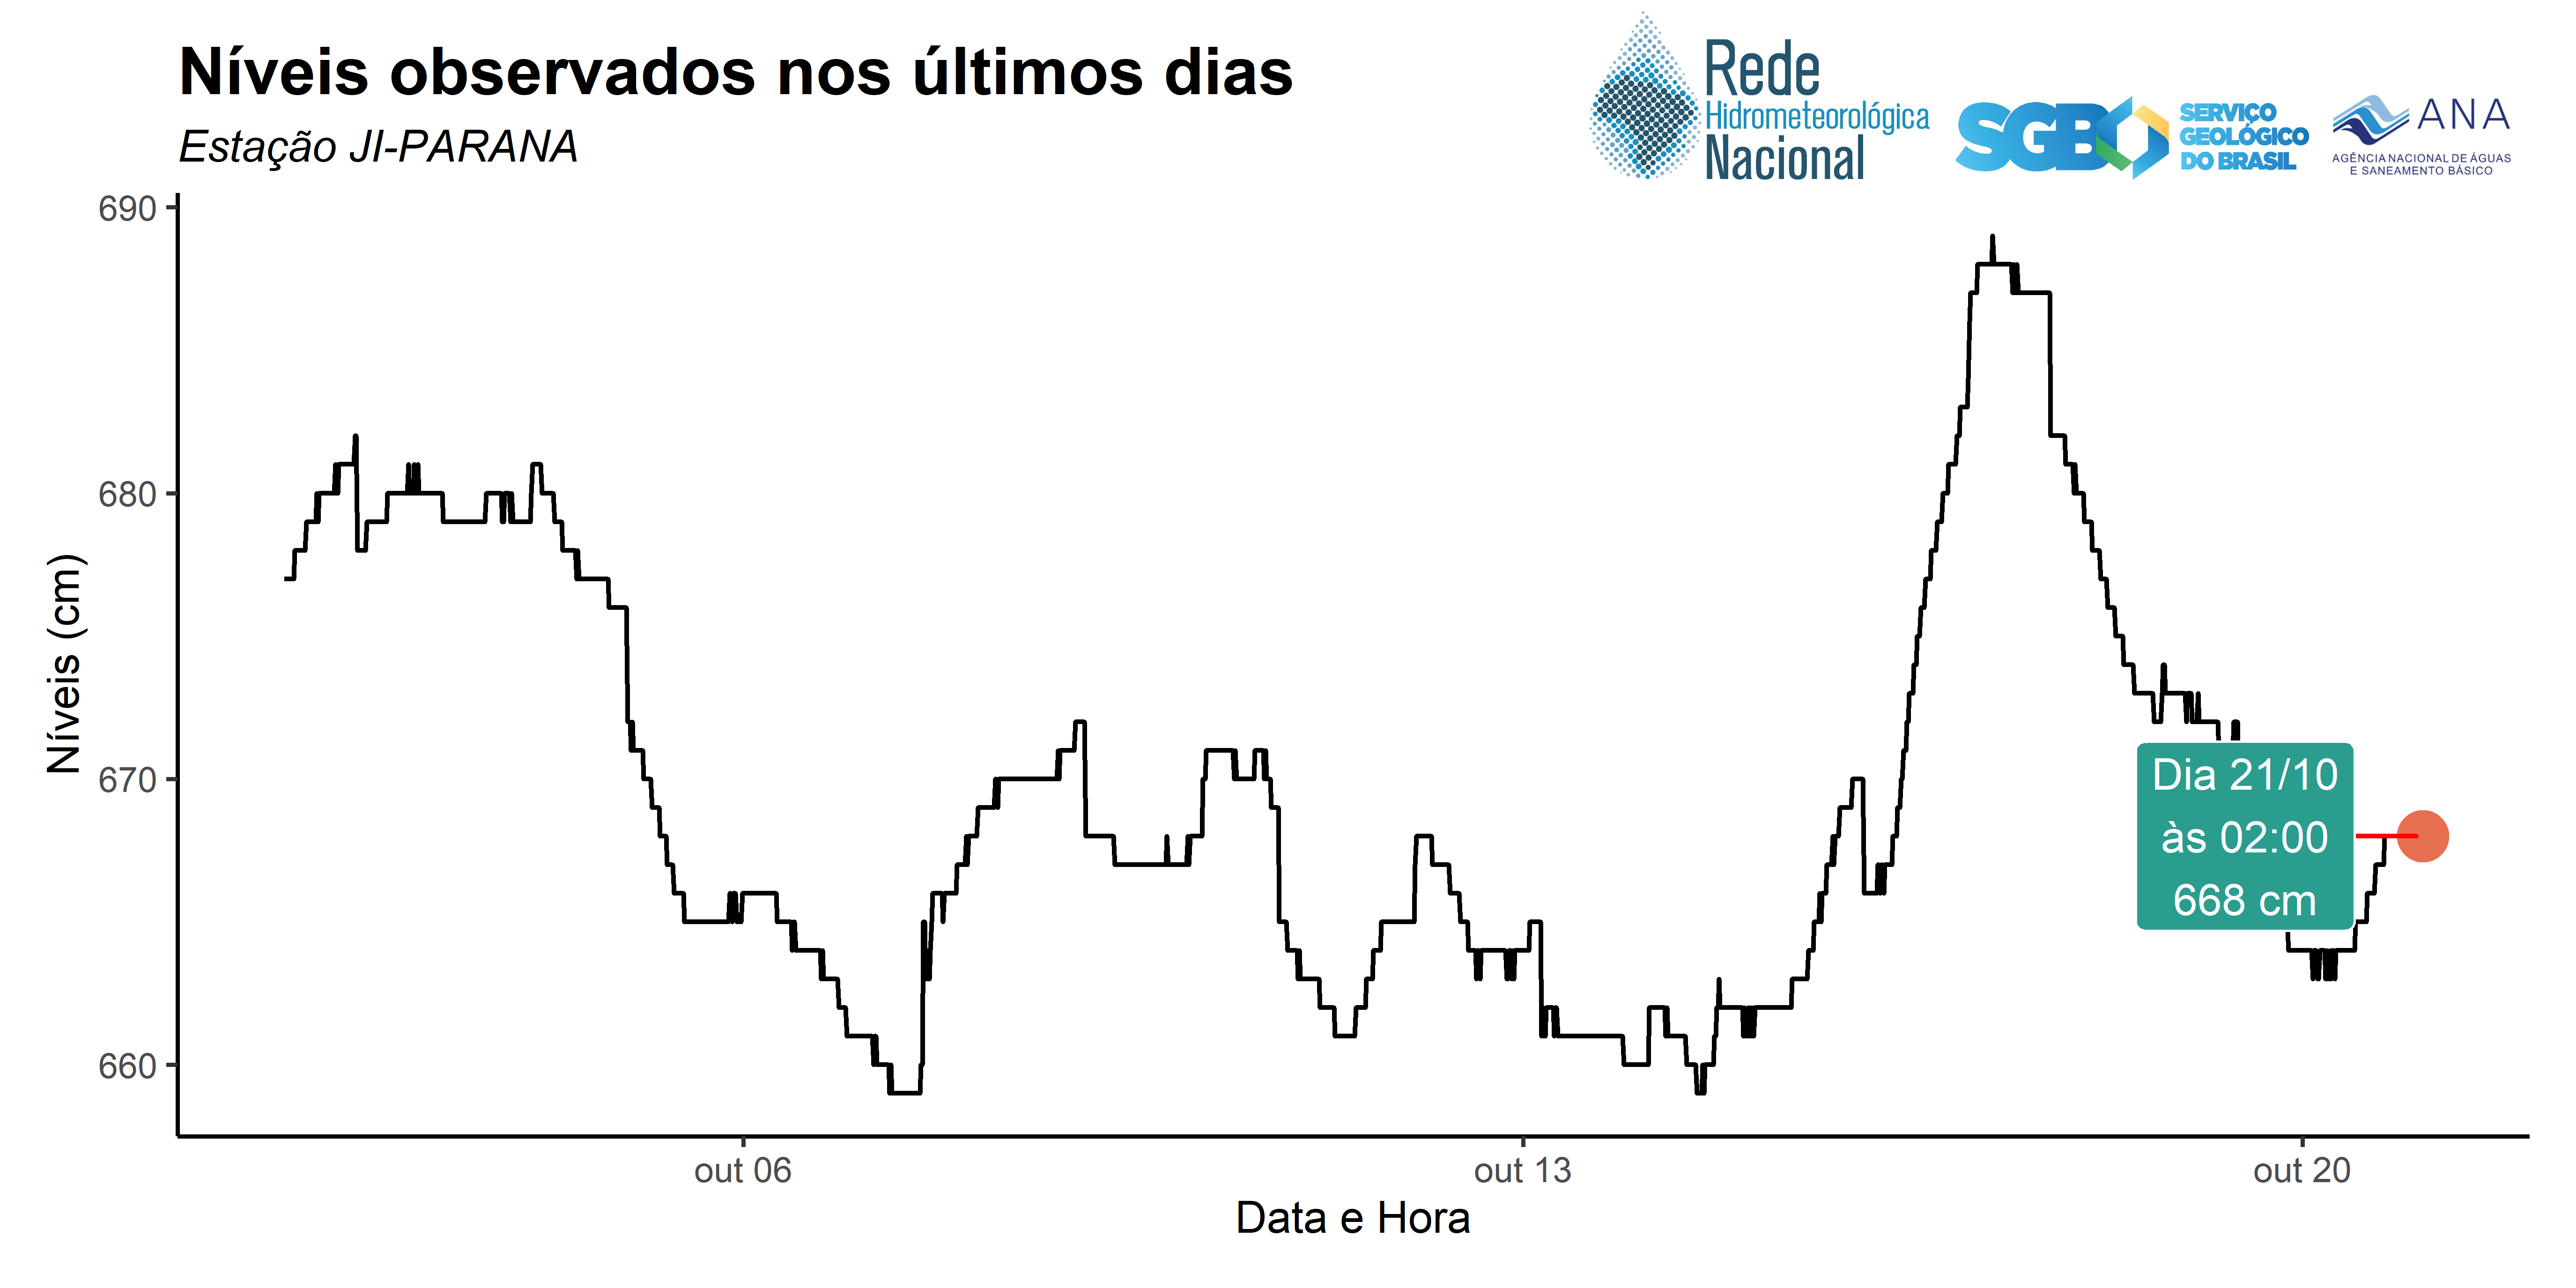 Níveis observados nos últimos dias
Estação JI-PARANA
Rede
Hidrometeorológica
Nacional
SGB
SERVIÇO
GEOLÓGICO
DO BRASIL
ANA
AGÊNCIA NACIONAL DE ÁGUAS
E SANEAMENTO BÁSICO
Níveis (cm)
690
680
670
660
Dia 21/10
às 02:00
668 cm
out 06
out 13
out 20
Data e Hora